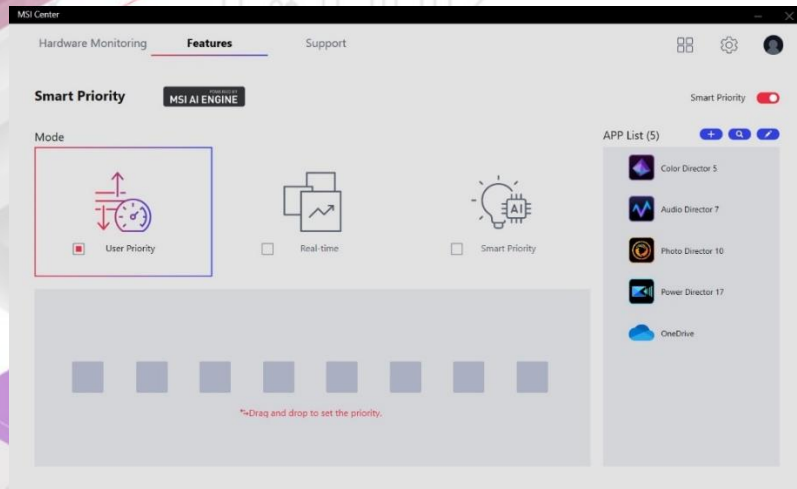 MSI Center
Hardware Monitoring Features Support
Smart Priority
POWERED BY
MSI AI ENGINE
Smart Priority
Mode
APP List (5)
User Priority
Real-time
AI
Smart Priority
Color Director 5
Audio Director 7
Photo Director 10
Power Director 17
OneDrive
Drag and drop to set the priority.